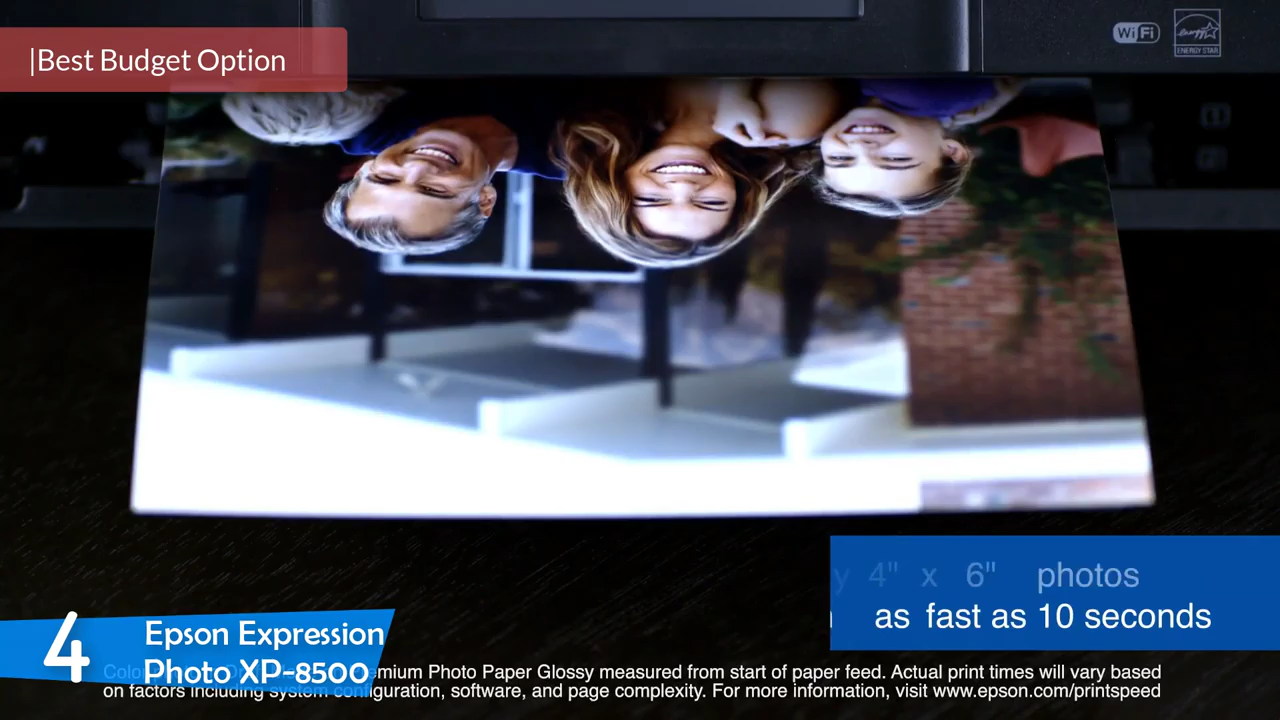 |Best Budget Option
WiFi
ENERGY STAR
4" x 6" photos
as fast as 10 seconds
4
Epson Expression
Photo XP-8500
Photo Paper Glossy measured from start of paper feed. Actual print times will vary based
on factors including system configuration, software, and page complexity. For more information, visit www.epson.com/printspeed